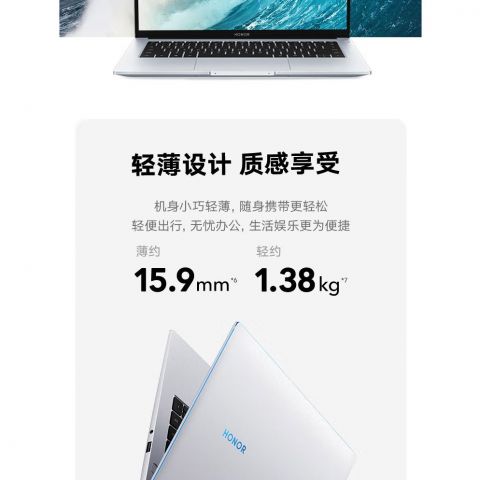 HONOR
轻薄设计 质感享受
机身小巧轻薄, 随身携带更轻松
轻便出行, 无忧办公, 生活娱乐更为便捷
薄约 轻约
15.9mm*6 1.38kg*7
HONOR